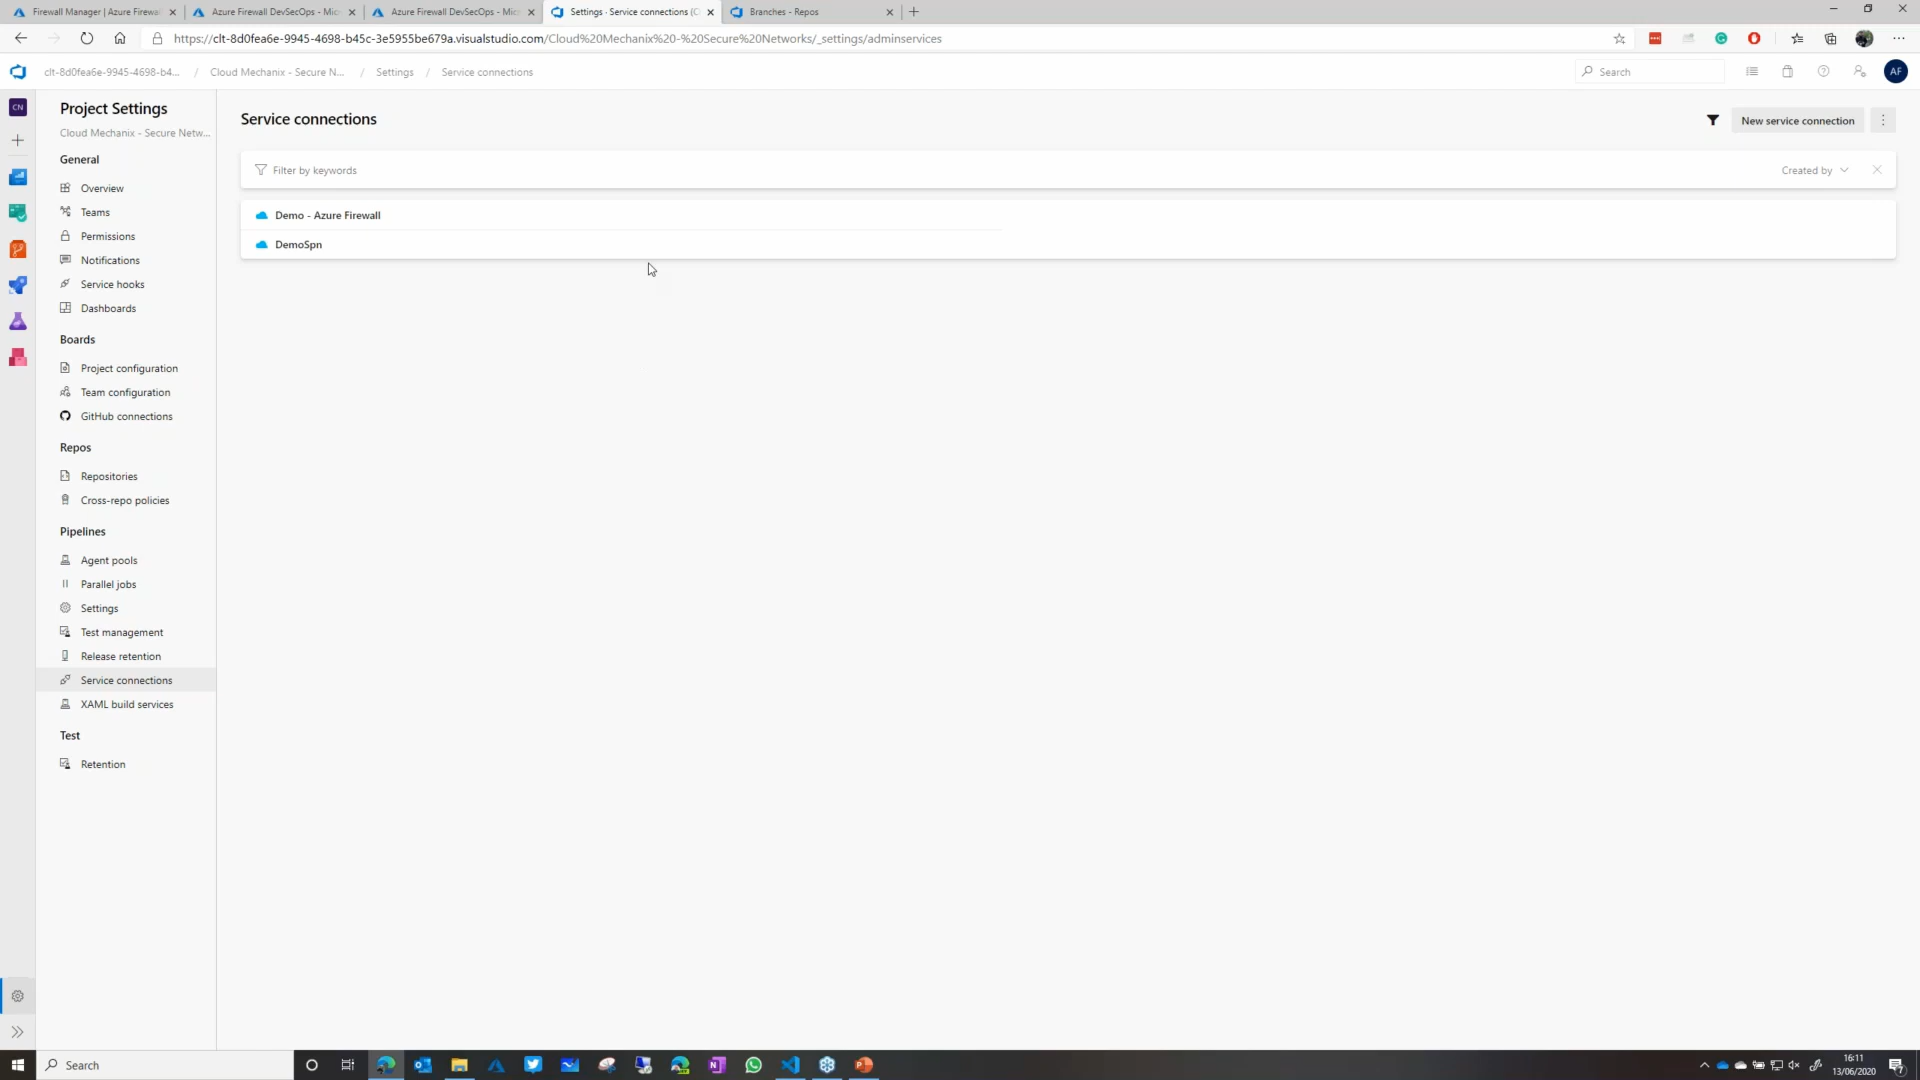 Firewall Manager | Azure Firewal
Azure Firewall DevSecOps - Micr
Azure Firewall DevSecOps - Micr
Settings · Service connections (C
Branches - Repos
https://clt-8d0fea6e-9945-4698-b45c-3e5955be679a.visualstudio.com/Cloud%20Mechanix%20-%20Secure%20Networks/_settings/adminservices
clt-8d0fea6e-9945-4698-b4... / Cloud Mechanix - Secure N... / Settings / Service connections
Search
AF
CN
Project Settings
Cloud Mechanix - Secure Netw...
General
Overview
Teams
Permissions
Notifications
Service hooks
Dashboards
Boards
Project configuration
Team configuration
GitHub connections
Repos
Repositories
Cross-repo policies
Pipelines
Agent pools
Parallel jobs
Settings
Test management
Release retention
Service connections
XAML build services
Test
Retention
Service connections
New service connection
Filter by keywords
Created by
Demo - Azure Firewall
DemoSpn
Search
16:11
13/06/2020